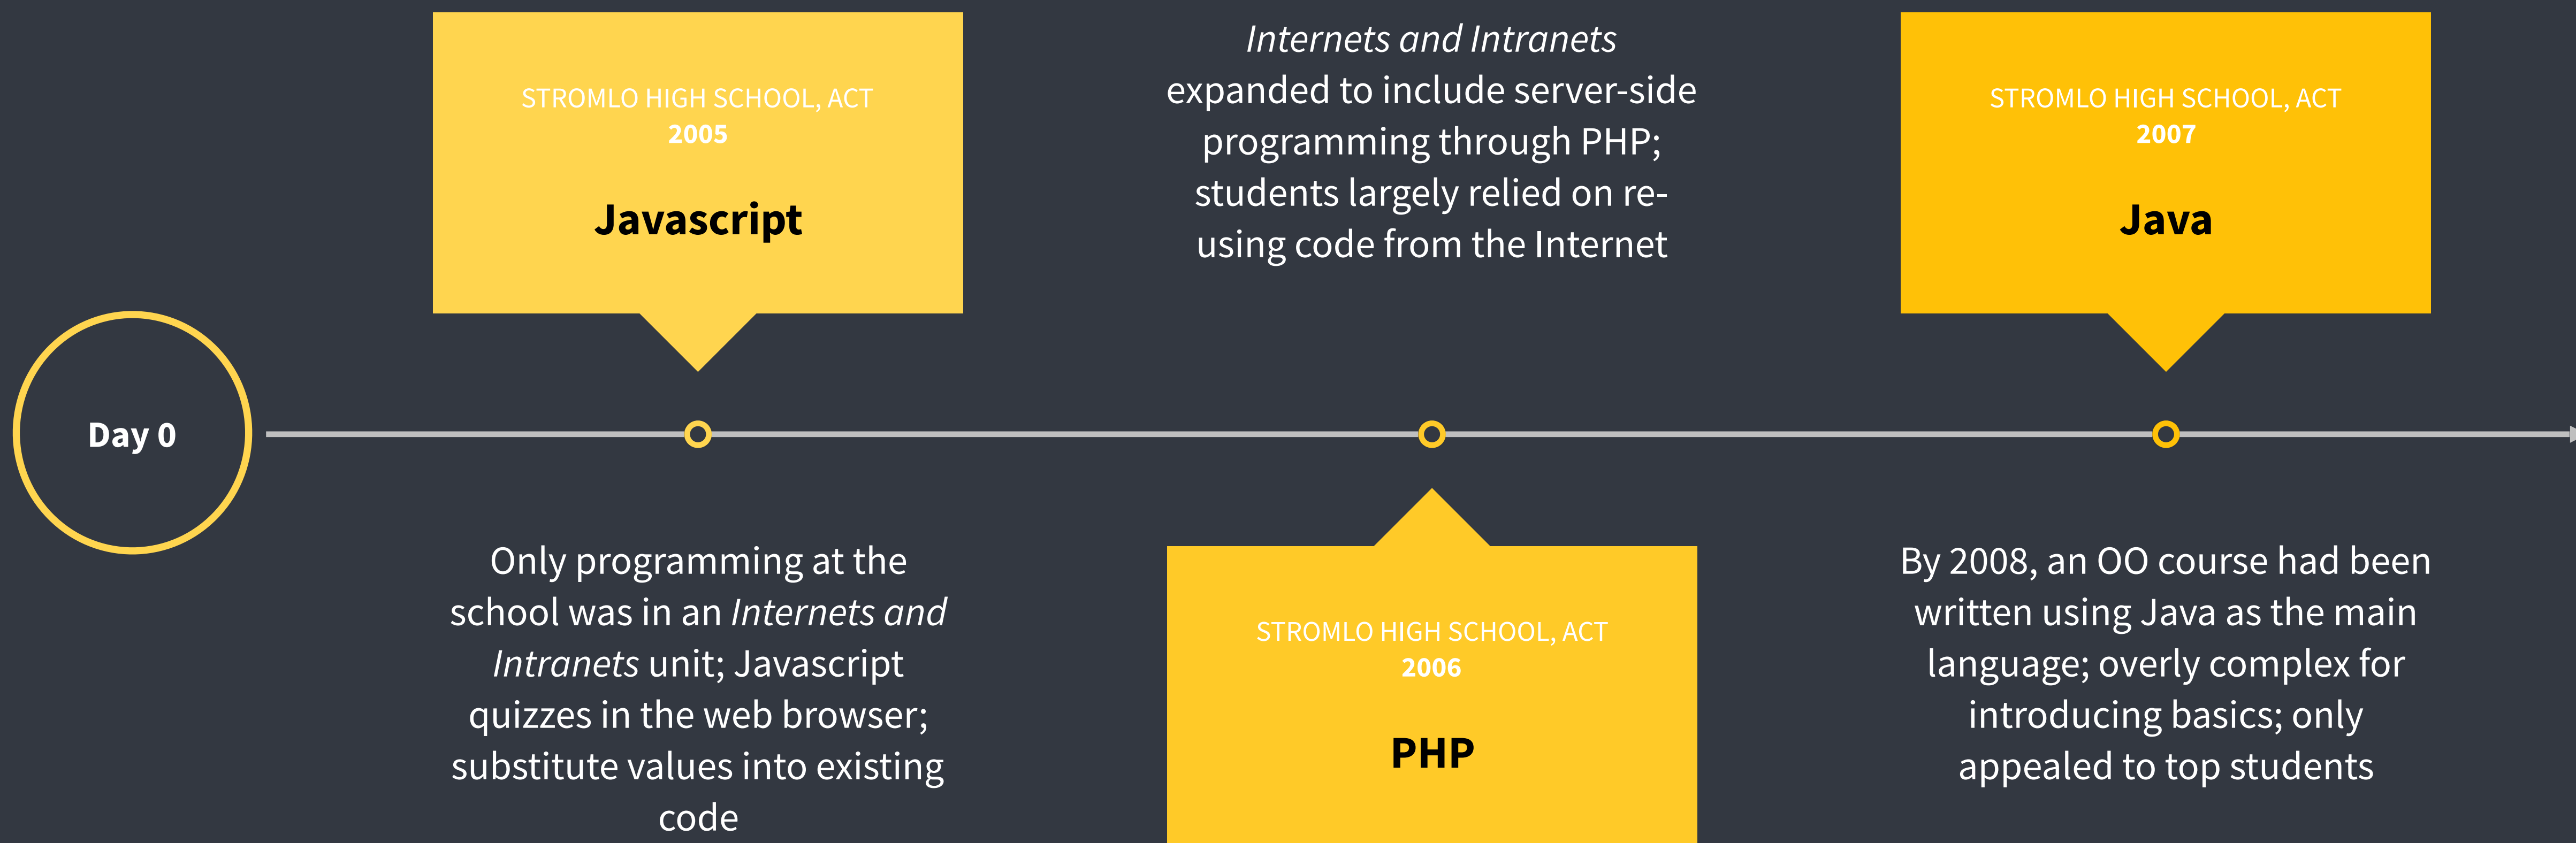 Day 0
STROMLO HIGH SCHOOL, ACT
2005
Javascript
Only programming at the
school was in an Internets and
Intranets unit; Javascript
quizzes in the web browser;
substitute values into existing
code
Internets and Intranets
expanded to include server-side
programming through PHP;
students largely relied on re-
using code from the Internet
STROMLO HIGH SCHOOL, ACT
2006
PHP
STROMLO HIGH SCHOOL, ACT
2007
Java
By 2008, an OO course had been
written using Java as the main
language; overly complex for
introducing basics; only
appealed to top students